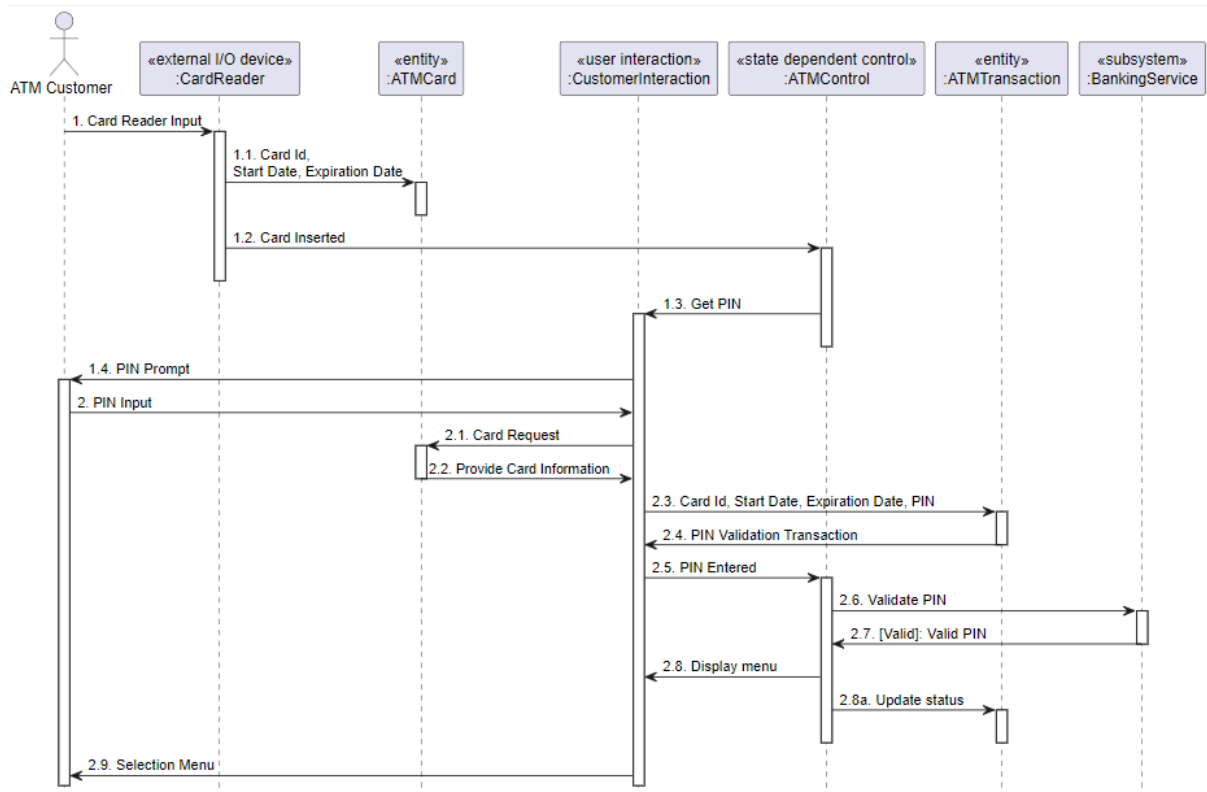 «external I/O device»
:CardReader
«entity»
:ATMCard
«user interaction»
:CustomerInteraction
«state dependent control»
:ATMControl
«entity»
:ATMTransaction
«subsystem»
:BankingService
ATM Customer
1. Card Reader Input
1.1. Card Id,
Start Date, Expiration Date
1.2. Card Inserted
1.3. Get PIN
1.4. PIN Prompt
2. PIN Input
2.1. Card Request
2.2. Provide Card Information
2.3. Card Id, Start Date, Expiration Date, PIN
2.4. PIN Validation Transaction
2.5. PIN Entered
2.6. Validate PIN
2.7. [Valid]: Valid PIN
2.8. Display menu
2.8a. Update status
2.9. Selection Menu